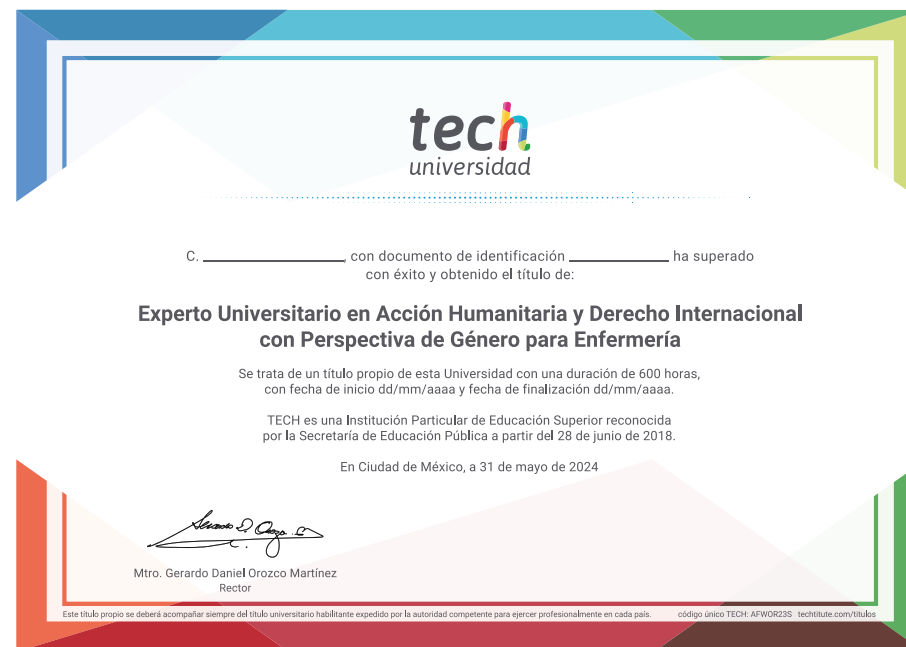 tech
universidad
C. ____________________, con documento de identificación ______________ ha superado
con éxito y obtenido el título de:
Experto Universitario en Acción Humanitaria y Derecho Internacional
con Perspectiva de Género para Enfermería
Se trata de un título propio de esta Universidad con una duración de 600 horas,
con fecha de inicio dd/mm/aaaa y fecha de finalización dd/mm/aaaa.
TECH es una Institución Particular de Educación Superior reconocida
por la Secretaría de Educación Pública a partir del 28 de junio de 2018.
En Ciudad de México, a 31 de mayo de 2024
Mtro. Gerardo Daniel Orozco Martínez
Rector
Este título propio se deberá acompañar siempre del título universitario habilitante expedido por la autoridad competente para ejercer profesionalmente en cada país. código único TECH: AFWOR23S techtitute.com/titulos